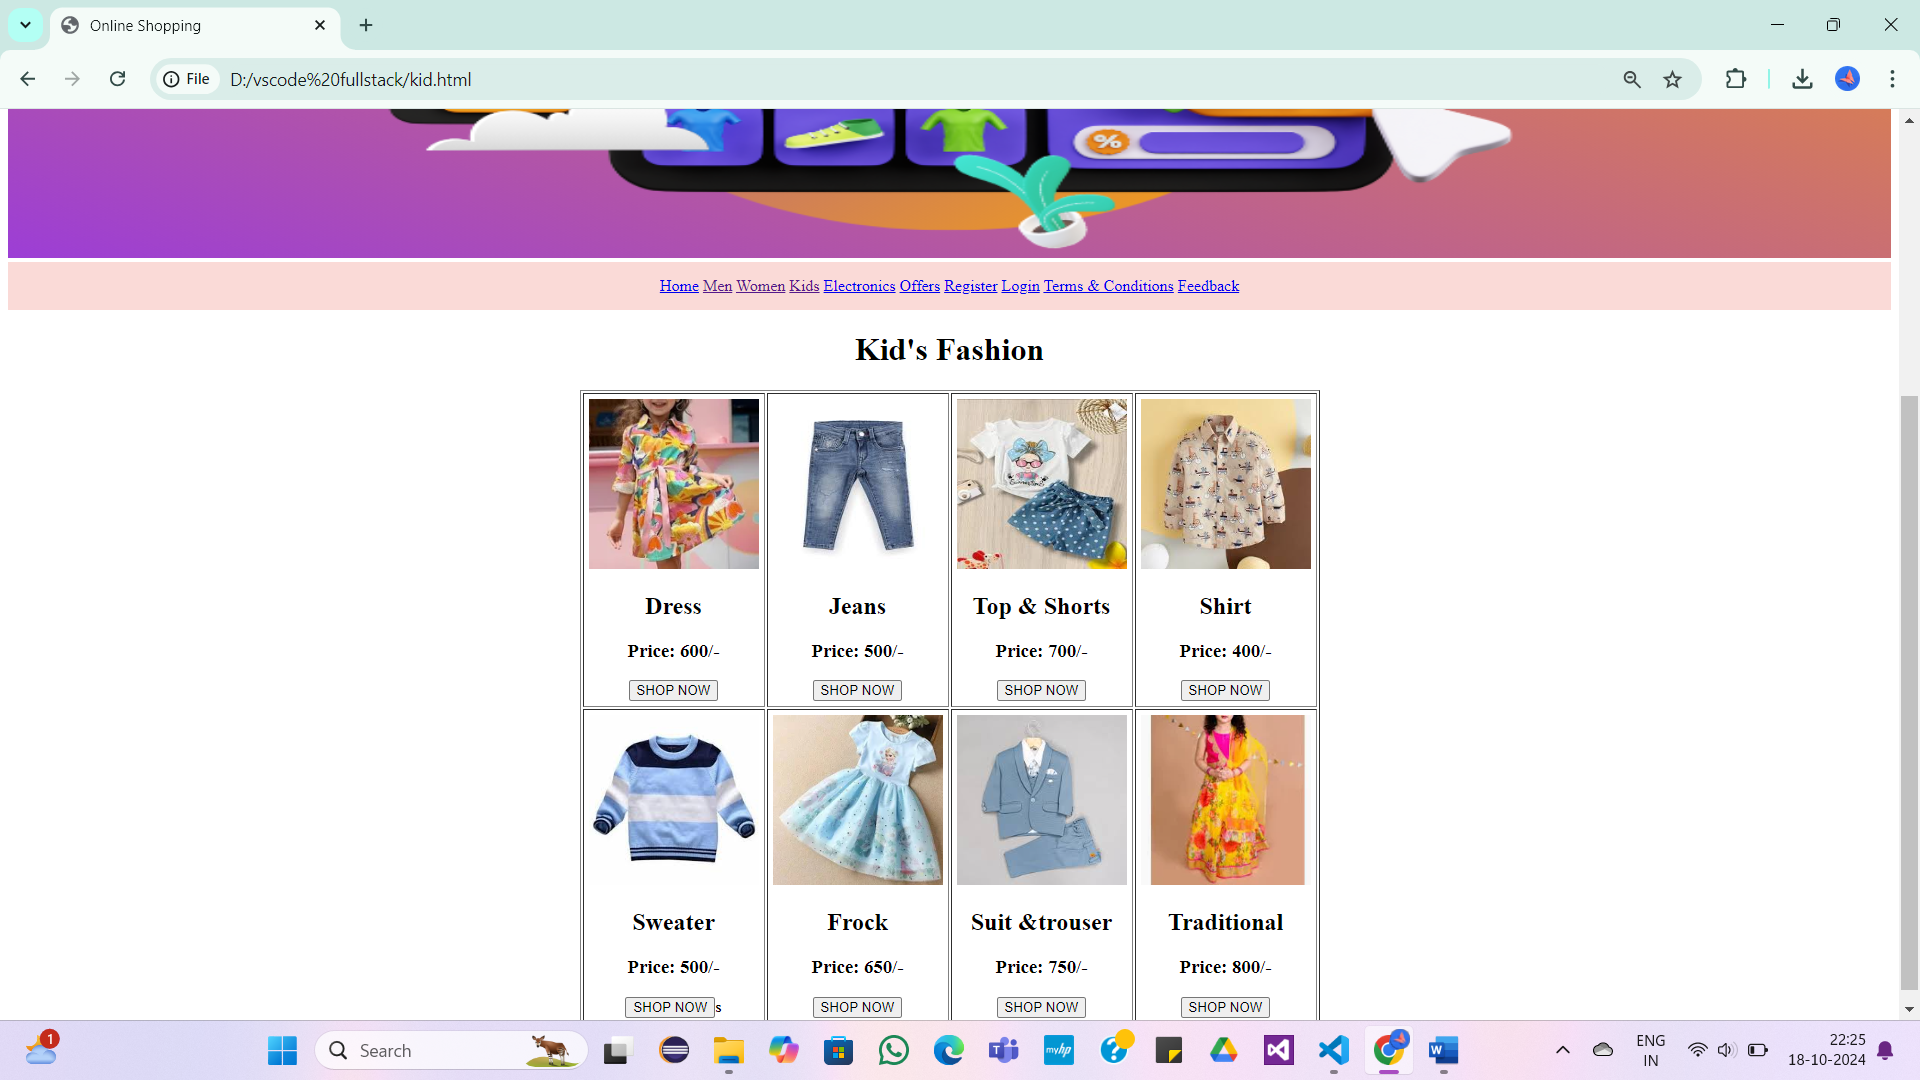 Online Shopping
File D:/vscode%20fullstack/kid.html
%
Home Men Women Kids Electronics Offers Register Login Terms & Conditions Feedback
Kid's Fashion
Dress Jeans Top & Shorts Shirt
Price: 600/- Price: 500/- Price: 700/- Price: 400/-
SHOP NOW SHOP NOW SHOP NOW SHOP NOW
Sweater Frock Suit &trouser Traditional
Price: 500/- Price: 650/- Price: 750/- Price: 800/-
SHOP NOW s SHOP NOW SHOP NOW SHOP NOW
1 Search myhp ENG 22:25
IN 18-10-2024